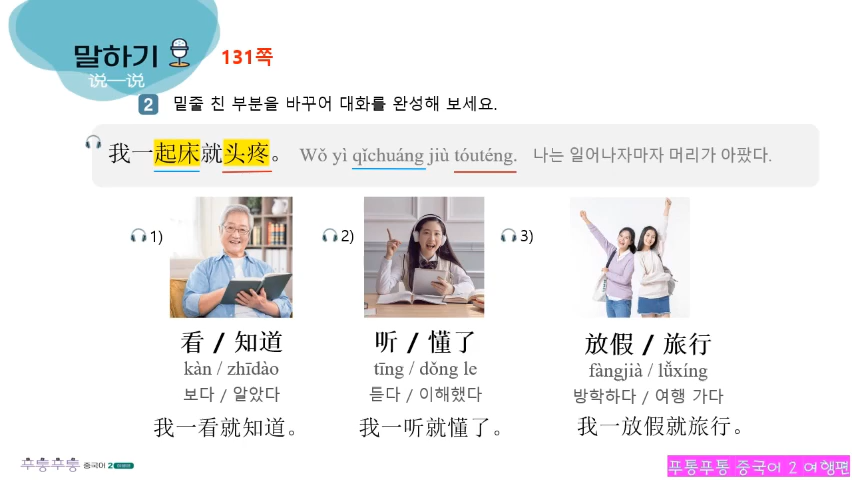 말하기
说一说
131쪽
2 밑줄 친 부분을 바꾸어 대화를 완성해 보세요.
我一起床就头疼。 Wǒ yì qǐchuáng jiù tóuténg. 나는 일어나자마자 머리가 아팠다.
1) 2) 3)
看 / 知道 听 / 懂了 放假 / 旅行
kàn / zhīdào tīng / dǒng le fàngjià / lǚxíng
보다 / 알았다 듣다 / 이해했다 방학하다 / 여행 가다
我一看就知道。 我一听就懂了。 我一放假就旅行。
푸통푸통 중국어 2 여행편 푸통푸통 중국어 2 여행편